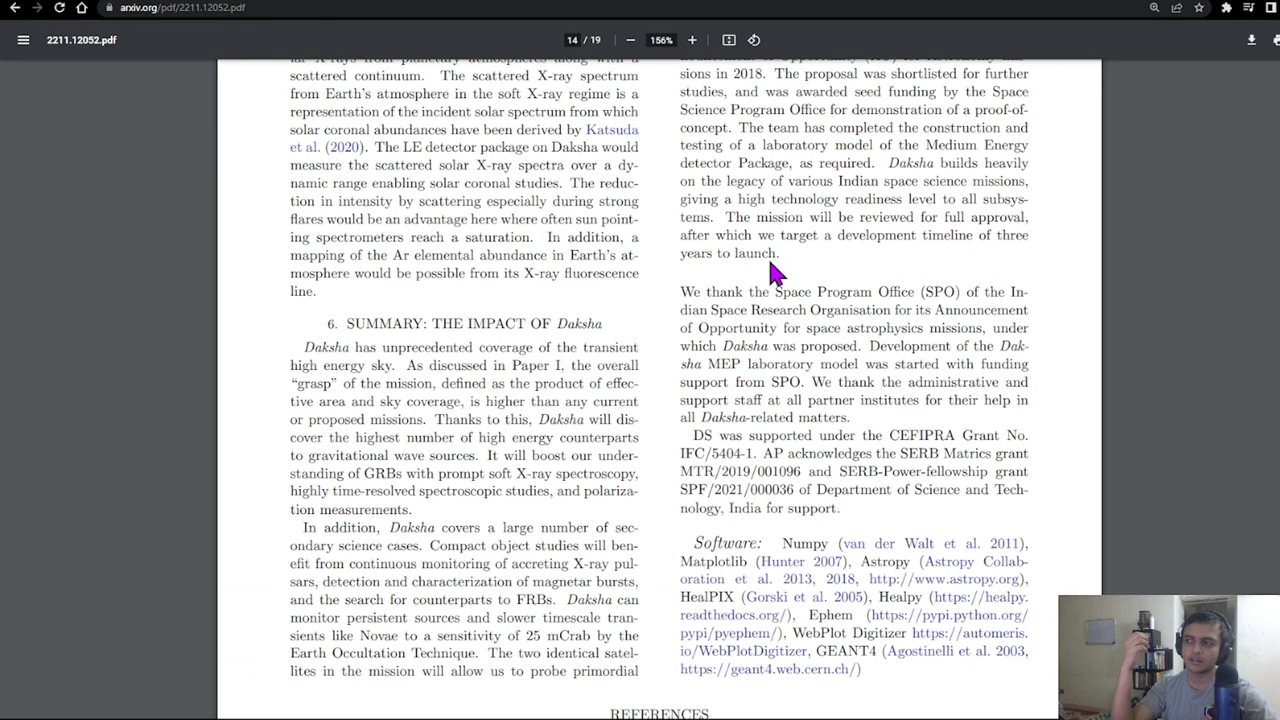 arxiv.org/pdf/2211.12052.pdf
2211.12052.pdf
14 / 19
156%
scattered continuum. The scattered X-ray spectrum
from Earth's atmosphere in the soft X-ray regime is a
representation of the incident solar spectrum from which
solar coronal abundances have been derived by Katsuda
et al. (2020). The LE detector package on Daksha would
measure the scattered solar X-ray spectra over a dy-
namic range enabling solar coronal studies. The reduc-
tion in intensity by scattering especially during strong
flares would be an advantage here where often sun point-
ing spectrometers reach a saturation. In addition, a
mapping of the Ar elemental abundance in Earth's at-
mosphere would be possible from its X-ray fluorescence
line.
6. SUMMARY: THE IMPACT OF Daksha
Daksha has unprecedented coverage of the transient
high energy sky. As discussed in Paper I, the overall
"grasp" of the mission, defined as the product of effec-
tive area and sky coverage, is higher than any current
or proposed missions. Thanks to this, Daksha will dis-
cover the highest number of high energy counterparts
to gravitational wave sources. It will boost our under-
standing of GRBs with prompt soft X-ray spectroscopy,
highly time-resolved spectroscopic studies, and polariza-
tion measurements.
In addition, Daksha covers a large number of sec-
ondary science cases. Compact object studies will ben-
efit from continuous monitoring of accreting X-ray pul-
sars, detection and characterization of magnetar bursts,
and the search for counterparts to FRBs. Daksha can
monitor persistent sources and slower timescale tran-
sients like Novae to a sensitivity of 25 mCrab by the
Earth Occultation Technique. The two identical satel-
lites in the mission will allow us to probe primordial
sions in 2018. The proposal was shortlisted for further
studies, and was awarded seed funding by the Space
Science Program Office for demonstration of a proof-of-
concept. The team has completed the construction and
testing of a laboratory model of the Medium Energy
detector Package, as required. Daksha builds heavily
on the legacy of various Indian space science missions,
giving a high technology readiness level to all subsys-
tems. The mission will be reviewed for full approval,
after which we target a development timeline of three
years to launch.
We thank the Space Program Office (SPO) of the In-
dian Space Research Organisation for its Announcement
of Opportunity for space astrophysics missions, under
which Daksha was proposed. Development of the Dak-
sha MEP laboratory model was started with funding
support from SPO. We thank the administrative and
support staff at all partner institutes for their help in
all Daksha-related matters.
DS was supported under the CEFIPRA Grant No.
IFC/5404-1. AP acknowledges the SERB Matrics grant
MTR/2019/001096 and SERB-Power-fellowship grant
SPF/2021/000036 of Department of Science and Tech-
nology, India for support.
Software: Numpy (van der Walt et al. 2011),
Matplotlib (Hunter 2007), Astropy (Astropy Collab-
oration et al. 2013, 2018, http://www.astropy.org),
HealPIX (Gorski et al. 2005), Healpy (https://healpy.
readthedocs.org/), Ephem (https://pypi.python.org/
pypi/pyephem/), WebPlot Digitizer https://automeris.
io/WebPlotDigitizer, GEANT4 (Agostinelli et al. 2003,
https://geant4.web.cern.ch/)
REFERENCES